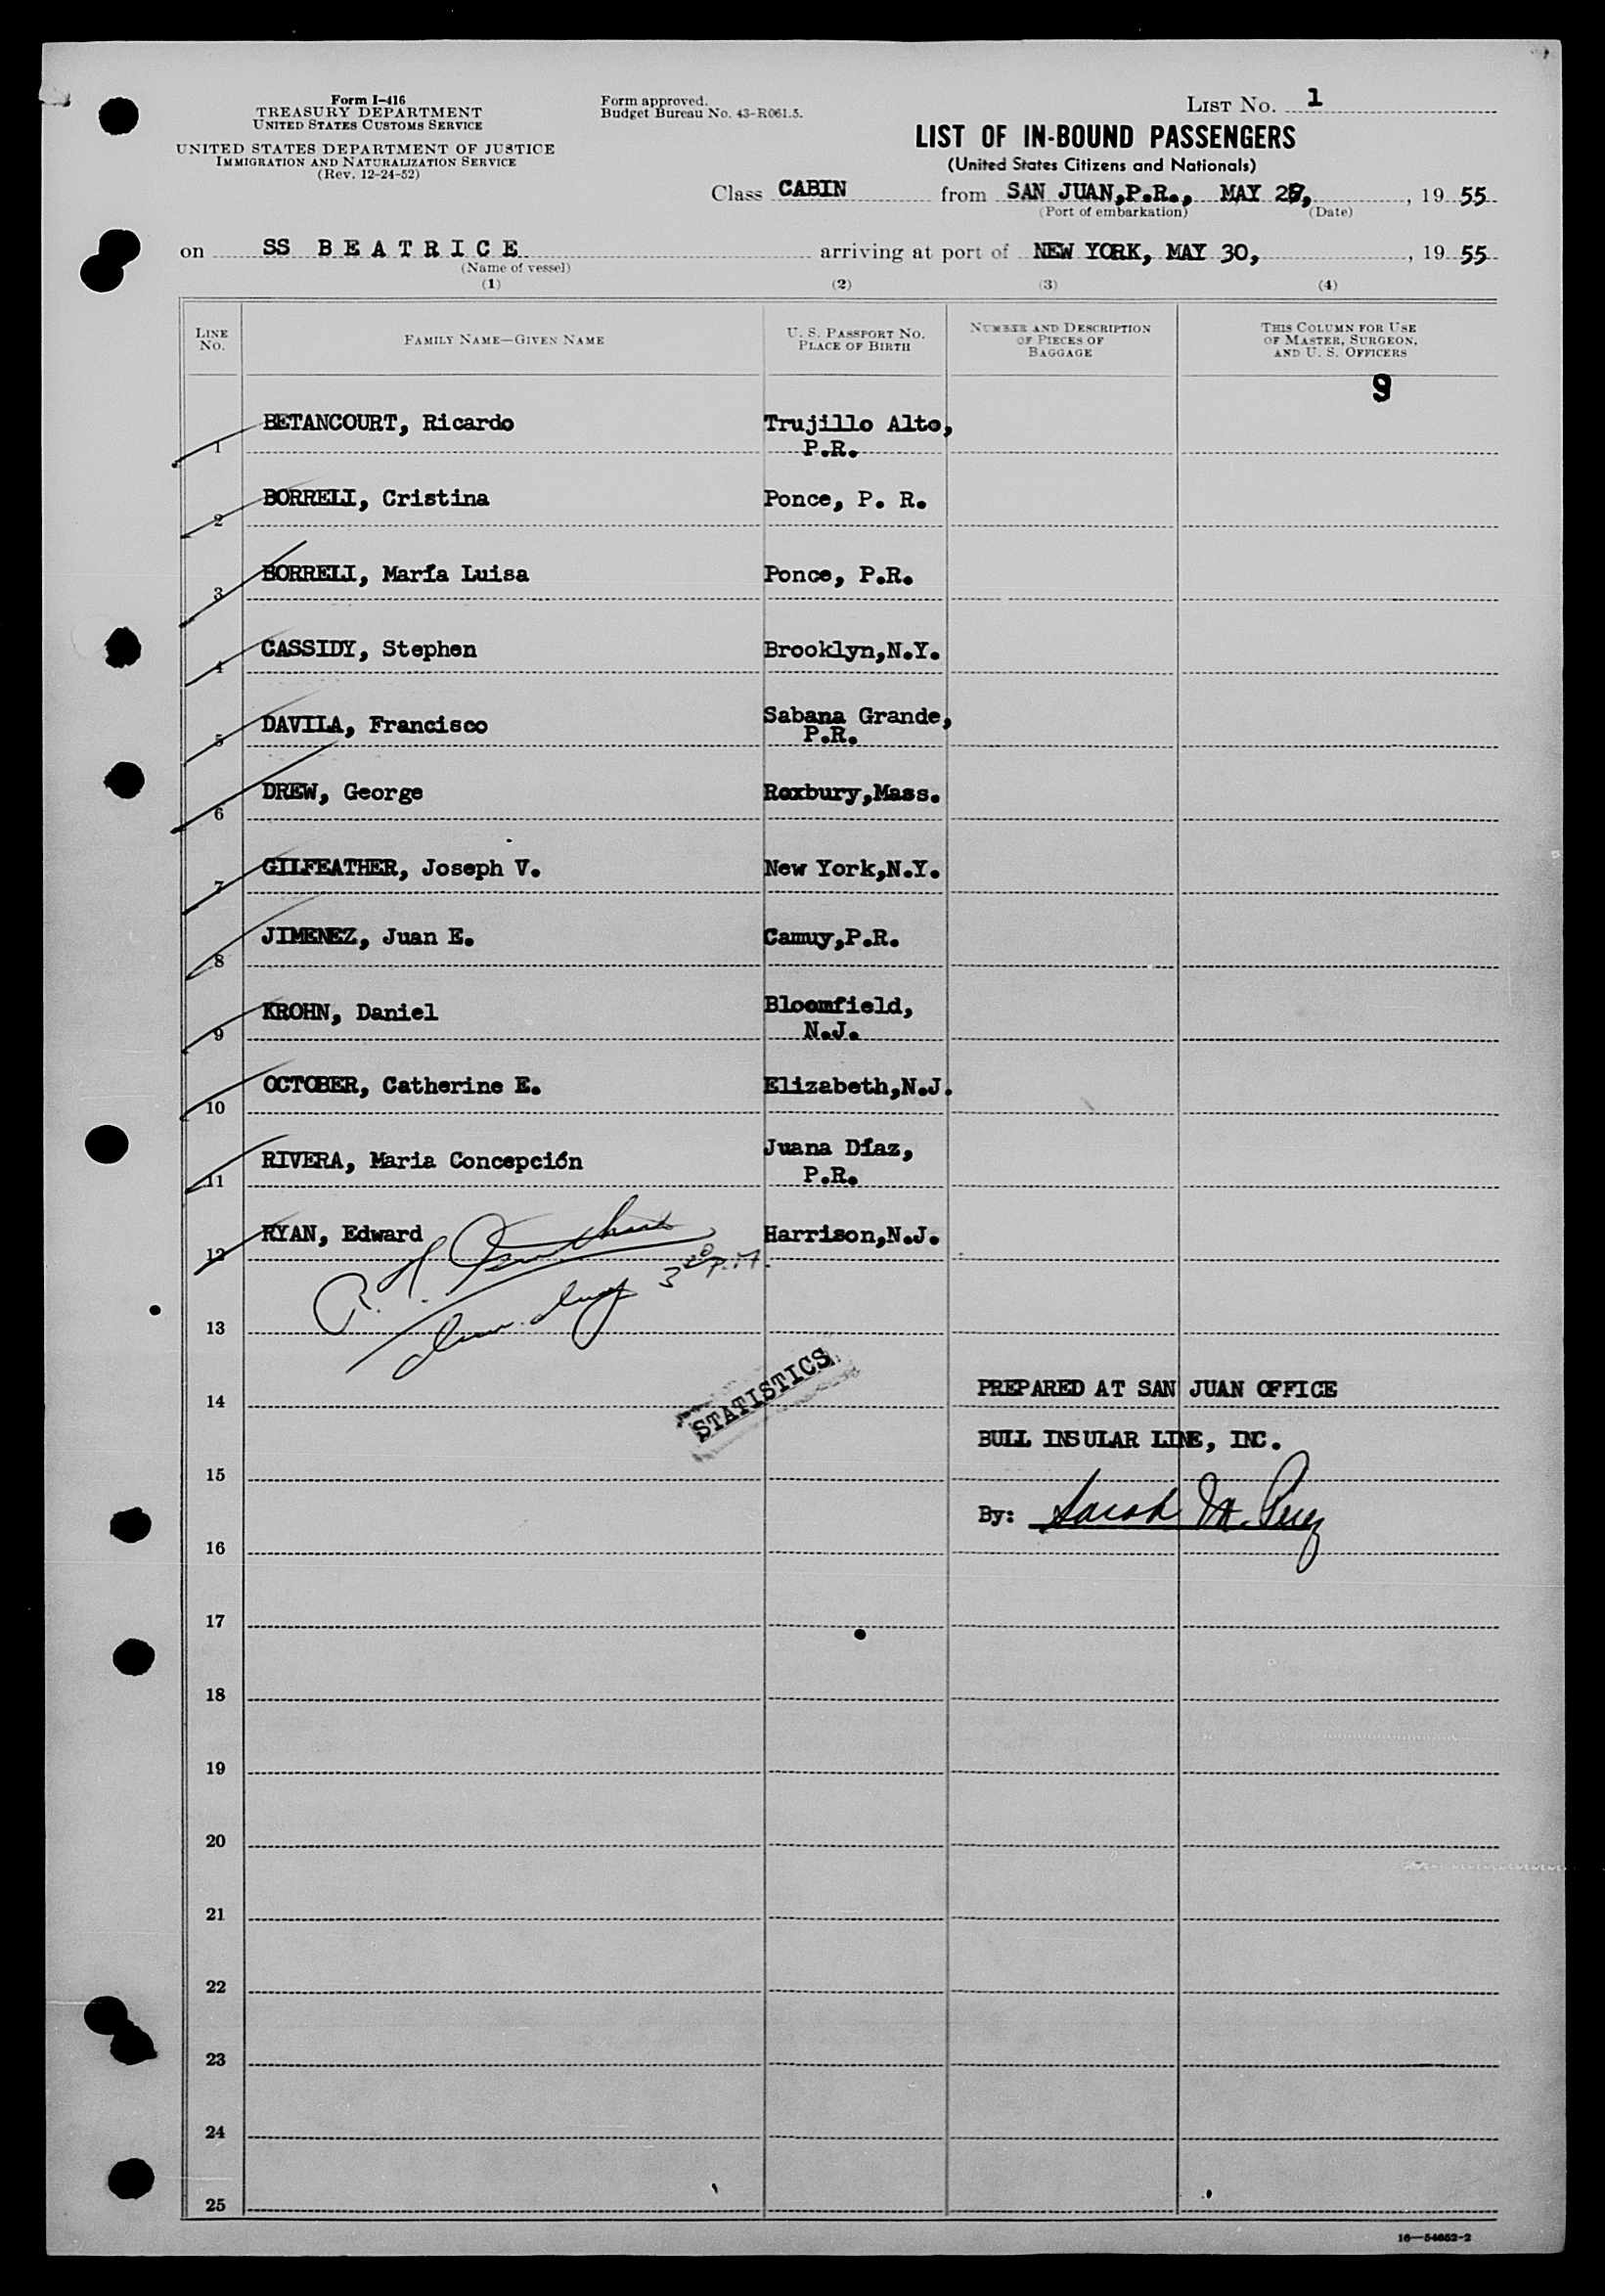 Form I-416
TREASURY DEPARTMENT
UNITED STATES CUSTOMS SERVICE
UNITED STATES DEPARTMENT OF JUSTICE
IMMIGRATION AND NATURALIZATION SERVICE
(Rev. 12-24-52)
Form approved.
Budget Bureau No. 43-R061.5.
LIST No. 1
LIST OF IN-BOUND PASSENGERS
(United States Citizens and Nationals)
Class CABIN from SAN JUAN,P.R., MAY , 19 55
(Port of embarkation) (Date)
on SS BEATRICE arriving at port of NEW YORK, MAY 30, , 19 55
(Name of vessel)
(1) (2) (3) (4)
LINE No. FAMILY NAME—GIVEN NAME U. S. PASSPORT NO. PLACE OF BIRTH NUMBER AND DESCRIPTION OF PIECES OF BAGGAGE THIS COLUMN FOR USE OF MASTER, SURGEON, AND U. S. OFFICERS
9
1 BETANCOURT, Ricardo Trujillo Alto,
P.R.
2 BORRELI, Cristina Ponce, P. R.
3 BORRELI, María Luisa Ponce, P.R.
4 CASSIDY, Stephen Brooklyn,N.Y.
5 DAVILA, Francisco Sabana Grande,
P.R.
6 DREW, George Roxbury,Mass.
7 GILFEATHER, Joseph V. New York,N.Y.
8 JIMENEZ, Juan E. Camuy,P.R.
9 KROHN, Daniel Bloomfield,
N.J.
10 OCTOBER, Catherine E. Elizabeth,N.J.
11 RIVERA, Maria Concepción Juana Díaz,
P.R.
12 RYAN, Edward Harrison,N.J.
13
STATISTICS
14 PREPARED AT SAN JUAN OFFICE
BULL INSULAR LINE, INC.
15
By: Sarah M. Perez
16
17
18
19
20
21
22
23
24
25
16—54652-2